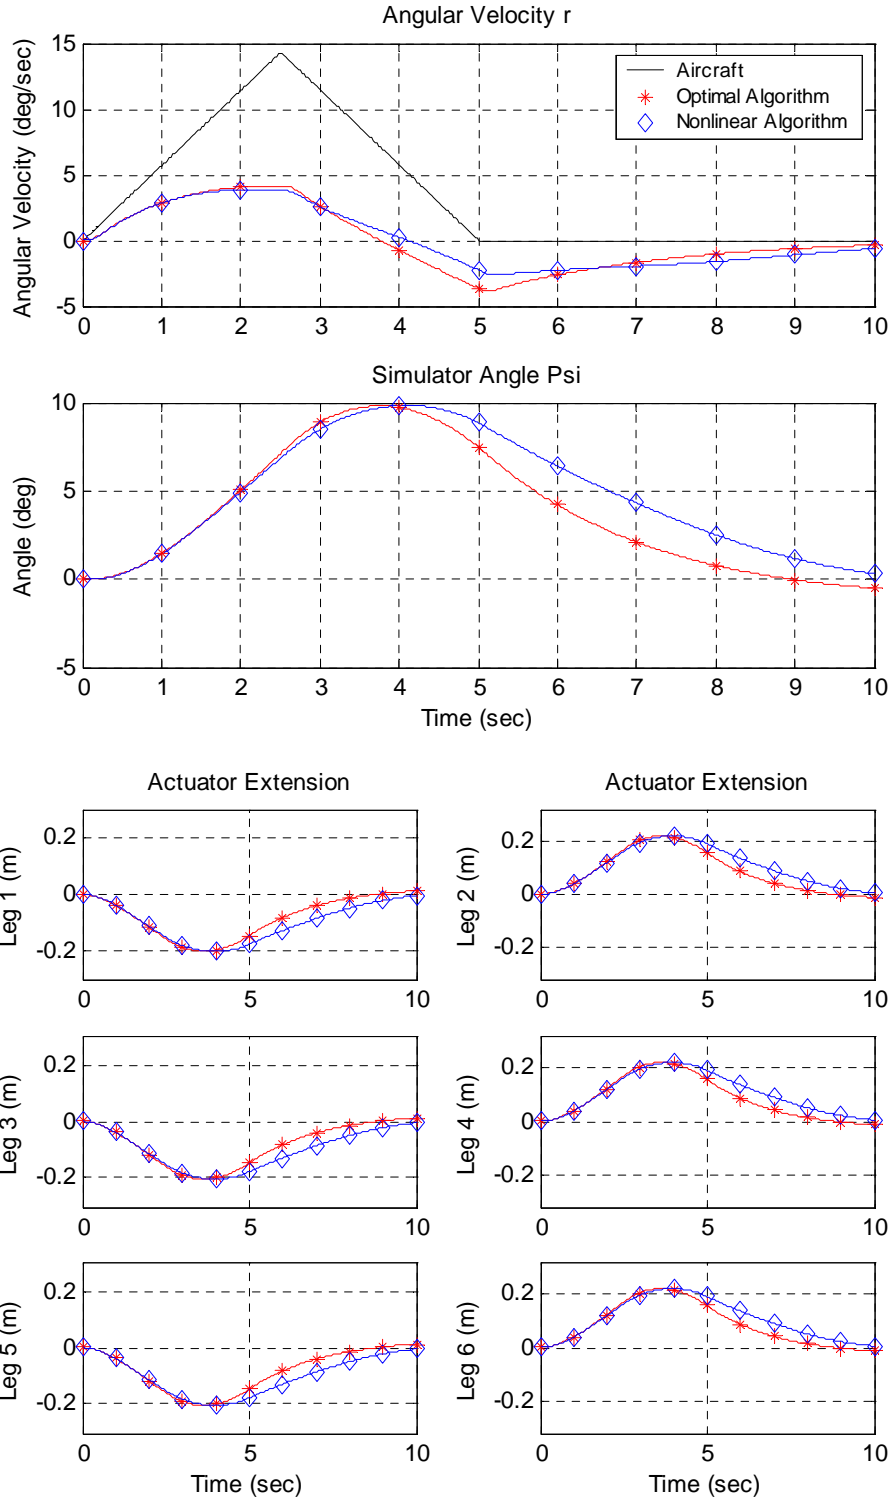 Angular Velocity r
Angular Velocity (deg/sec)
15
10
5
0
-5
Aircraft
Optimal Algorithm
Nonlinear Algorithm
0 1 2 3 4 5 6 7 8 9 10
Simulator Angle Psi
Angle (deg)
10
5
0
-5
0 1 2 3 4 5 6 7 8 9 10
Time (sec)
Actuator Extension
Leg 1 (m)
0.2
0
-0.2
0 5 10
Actuator Extension
Leg 2 (m)
0.2
0
-0.2
0 5 10
Leg 3 (m)
0.2
0
-0.2
0 5 10
Leg 4 (m)
0.2
0
-0.2
0 5 10
Leg 5 (m)
0.2
0
-0.2
0 5 10
Time (sec)
Leg 6 (m)
0.2
0
-0.2
0 5 10
Time (sec)